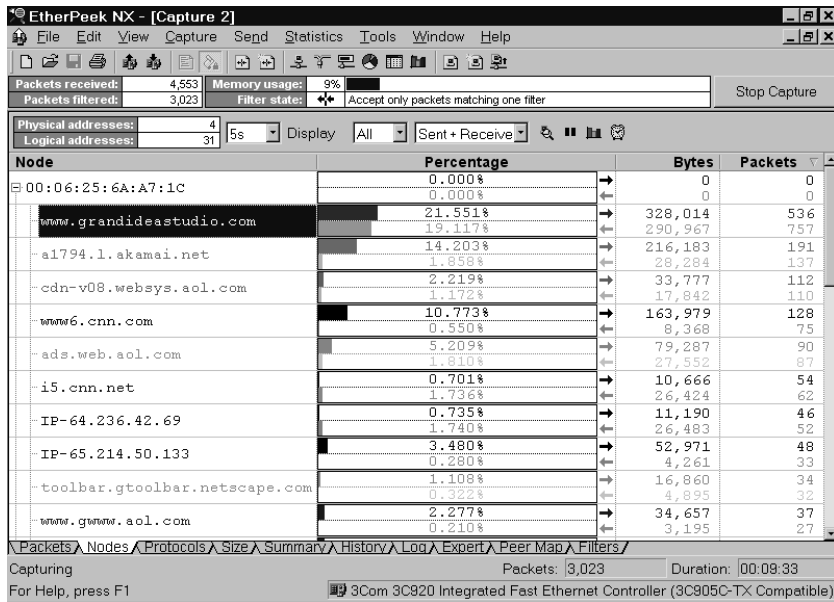 EtherPeek NX - [Capture 2]
File Edit View Capture Send Statistics Tools Window Help
Packets received: 4,553 Memory usage: 9%
Packets filtered: 3,023 Filter state: Accept only packets matching one filter
Stop Capture
Physical addresses: 4
Logical addresses: 31
5s Display All Sent + Receive
Node Percentage Bytes Packets
00:06:25:6A:A7:1C 0.000% 0 0
0.000% 0 0
www.grandideastudio.com 21.551% 328,014 536
19.117% 290,967 757
a1794.l.akamai.net 14.203% 216,183 191
1.858% 28,284 137
cdn-v08.websys.aol.com 2.219% 33,777 112
1.172% 17,842 110
www6.cnn.com 10.773% 163,979 128
0.550% 8,368 75
ads.web.aol.com 5.209% 79,287 90
1.810% 27,552 87
i5.cnn.net 0.701% 10,666 54
1.736% 26,424 62
IP-64.236.42.69 0.735% 11,190 46
1.740% 26,483 52
IP-65.214.50.133 3.480% 52,971 48
0.280% 4,261 33
toolbar.gtoolbar.netscape.com 1.108% 16,860 34
0.322% 4,895 32
www.gwww.aol.com 2.277% 34,657 37
0.210% 3,195 27
Packets Nodes Protocols Size Summary History Log Expert Peer Map Filters
Capturing Packets: 3,023 Duration: 00:09:33
For Help, press F1 3Com 3C920 Integrated Fast Ethernet Controller (3C905C-TX Compatible)